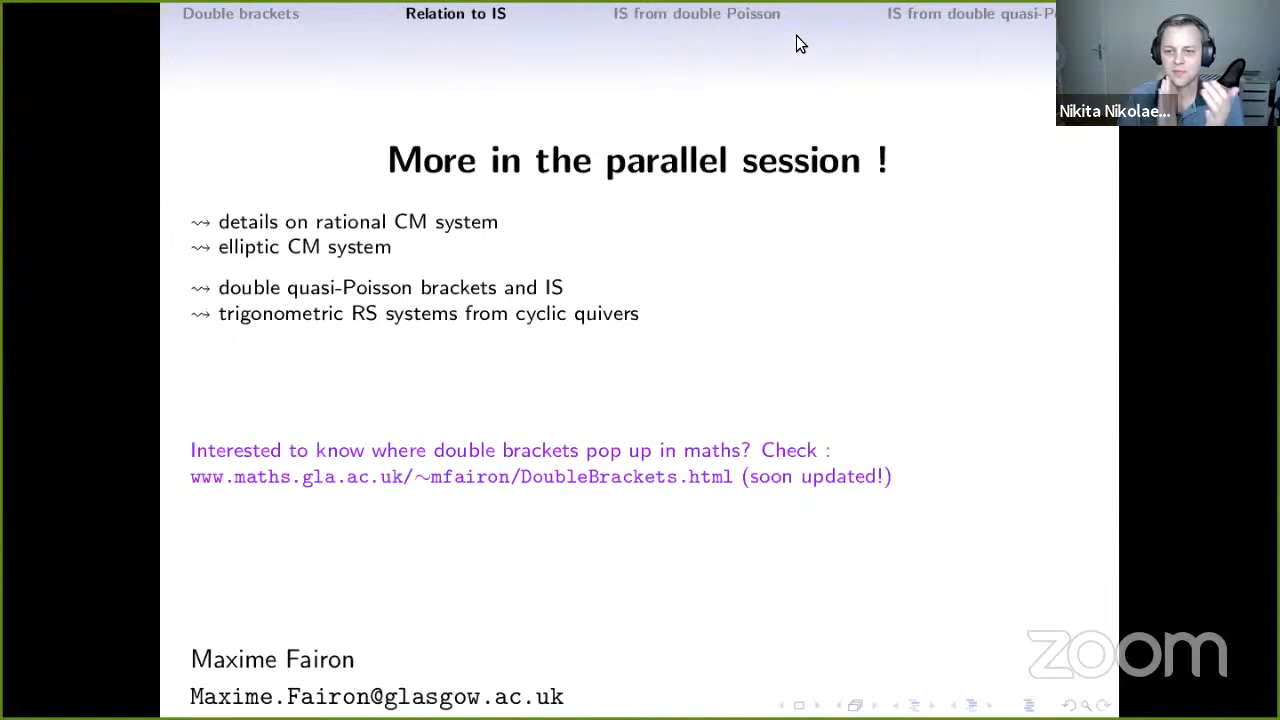 Double brackets Relation to IS IS from double Poisson IS from double quasi-P
Nikita Nikolae...
More in the parallel session !
⇝ details on rational CM system
⇝ elliptic CM system
⇝ double quasi-Poisson brackets and IS
⇝ trigonometric RS systems from cyclic quivers
Interested to know where double brackets pop up in maths? Check :
www.maths.gla.ac.uk/~mfairon/DoubleBrackets.html (soon updated!)
Maxime Fairon
Maxime.Fairon@glasgow.ac.uk
zoom